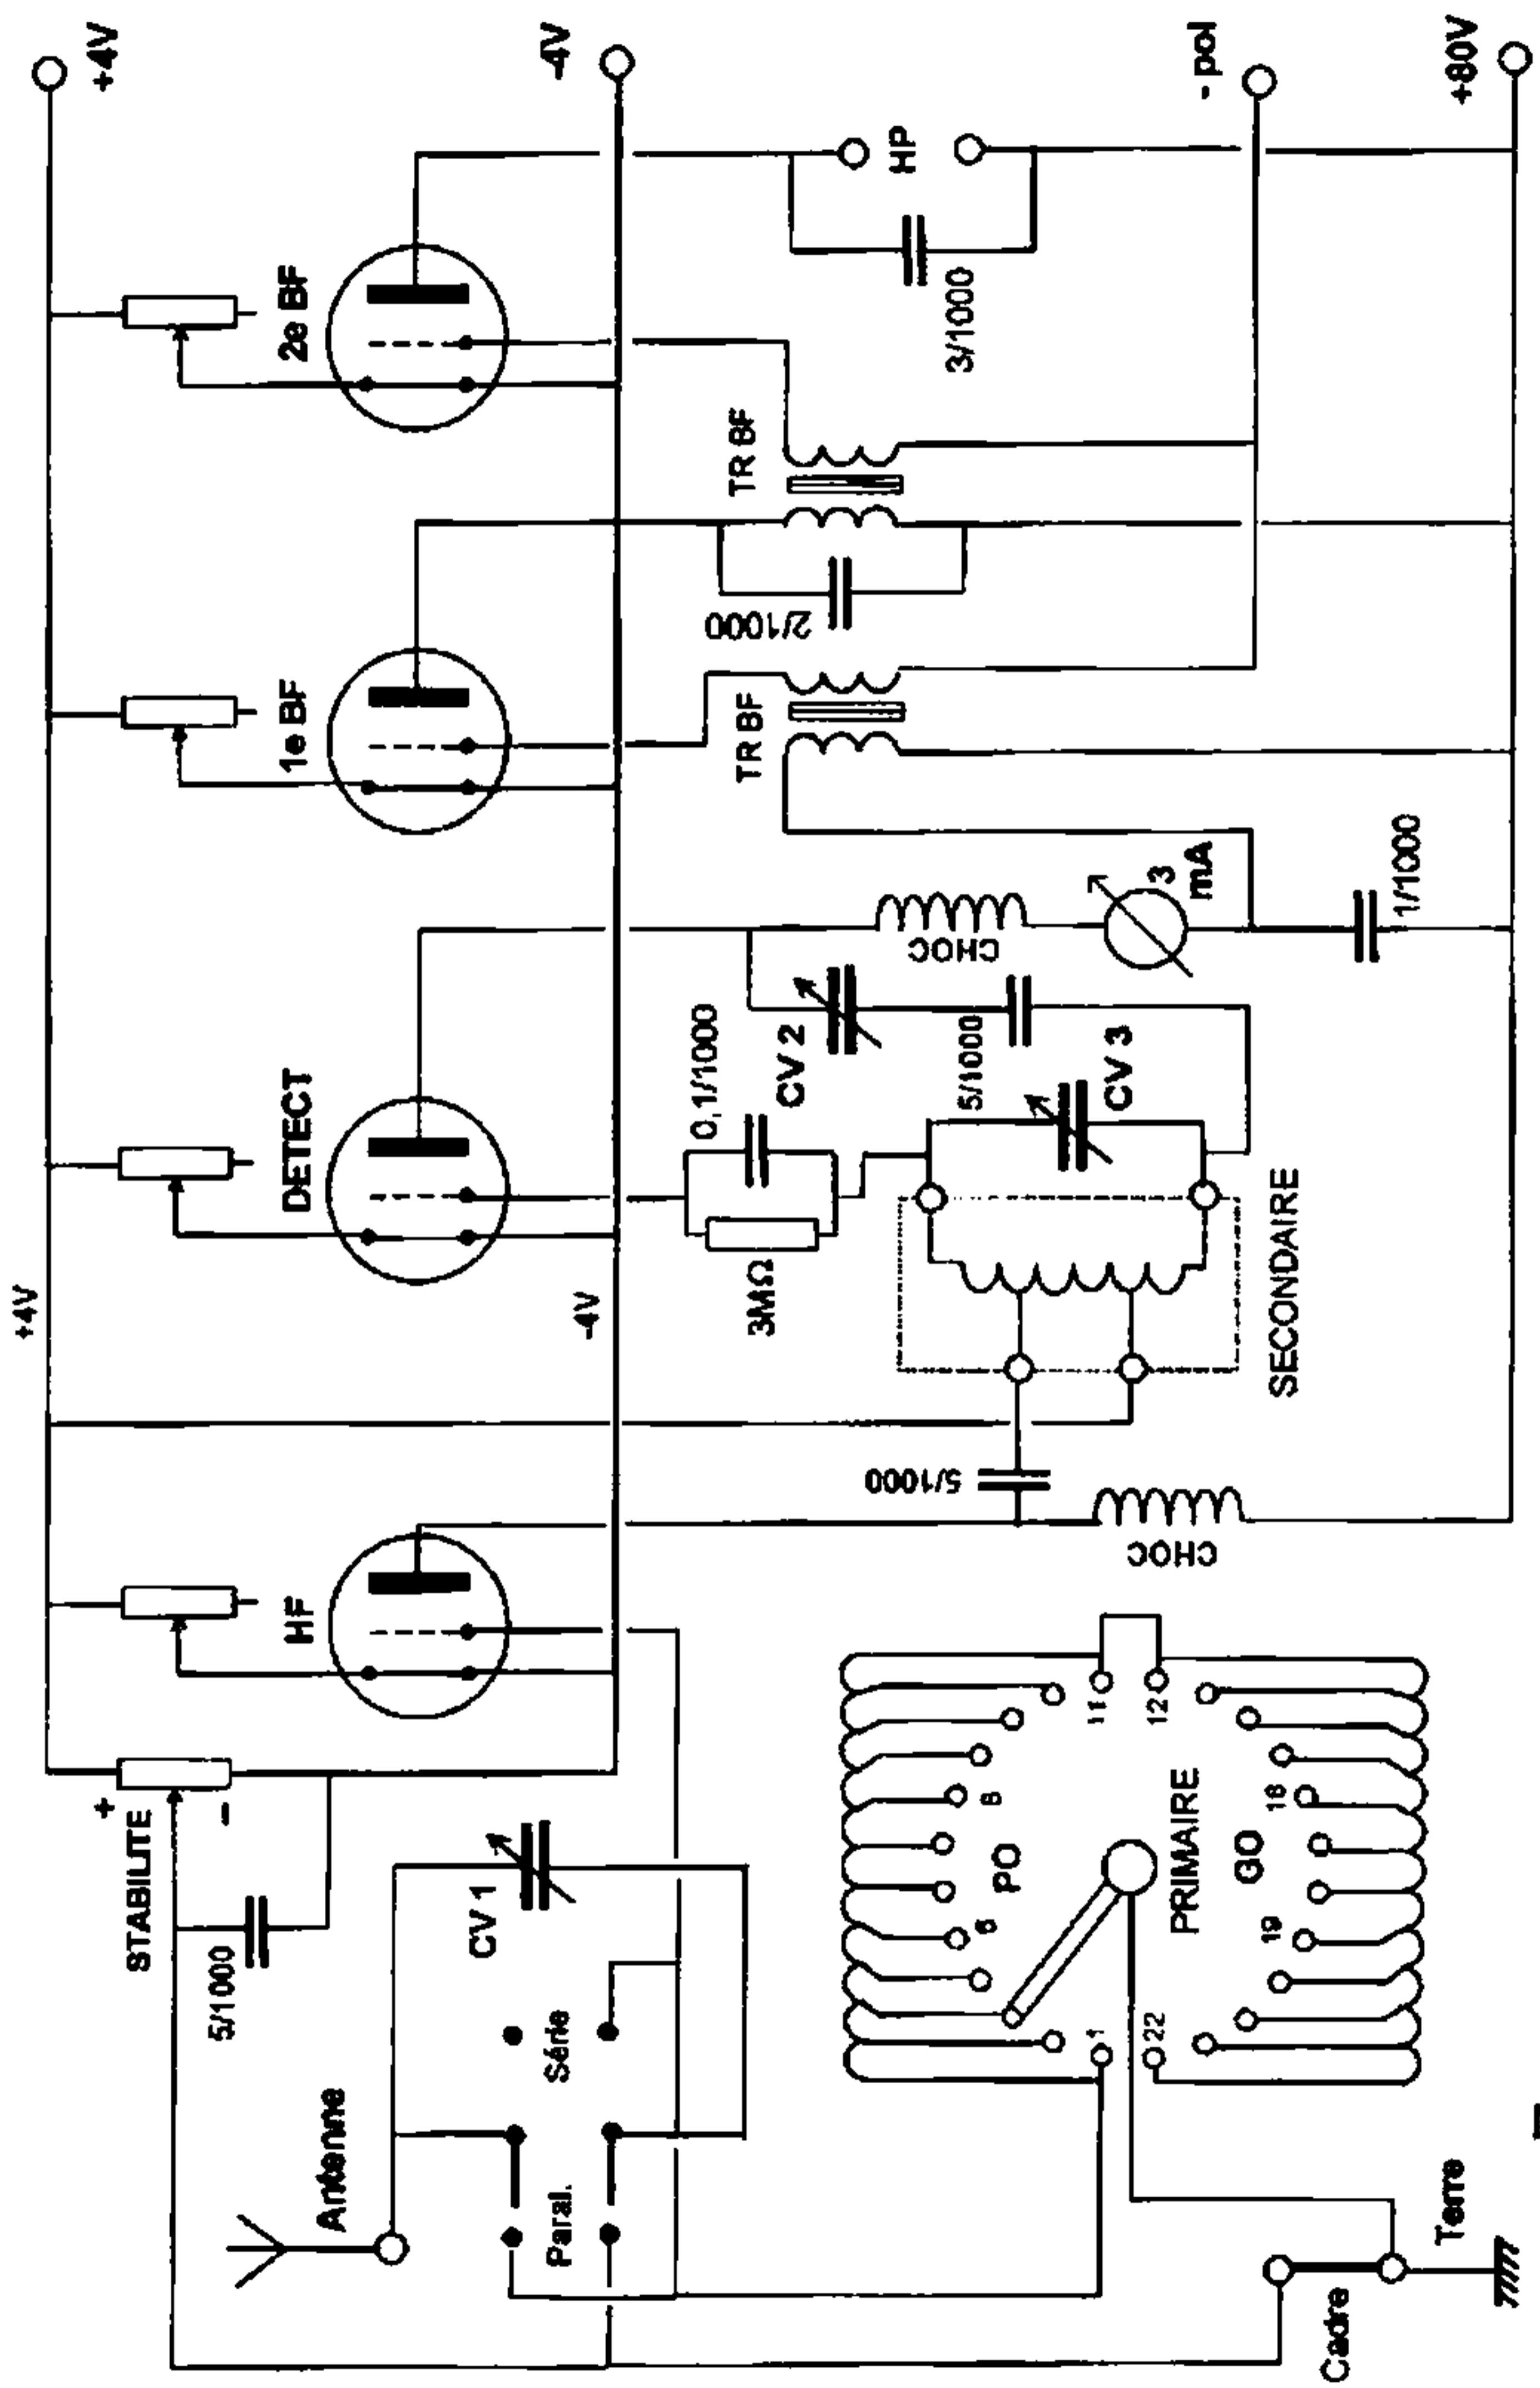 +4V
-4V
- pol
+80V
2e BF
HP
3/1000
TR BF
2/1000
1e BF
TR BF
3
mA
1/1000
CHOC
DETECT
0,1/1000
CV 2
5/1000
CV 3
3MΩ
SECONDAIRE
+4V
-4V
5/1000
CHOC
HF
+
-
STABILITE
5/1000
CV 1
Série
Paral.
Antenne
11
12
8
18
PO
GO
PRIMAIRE
6
19
1
22
Cadre
Terre